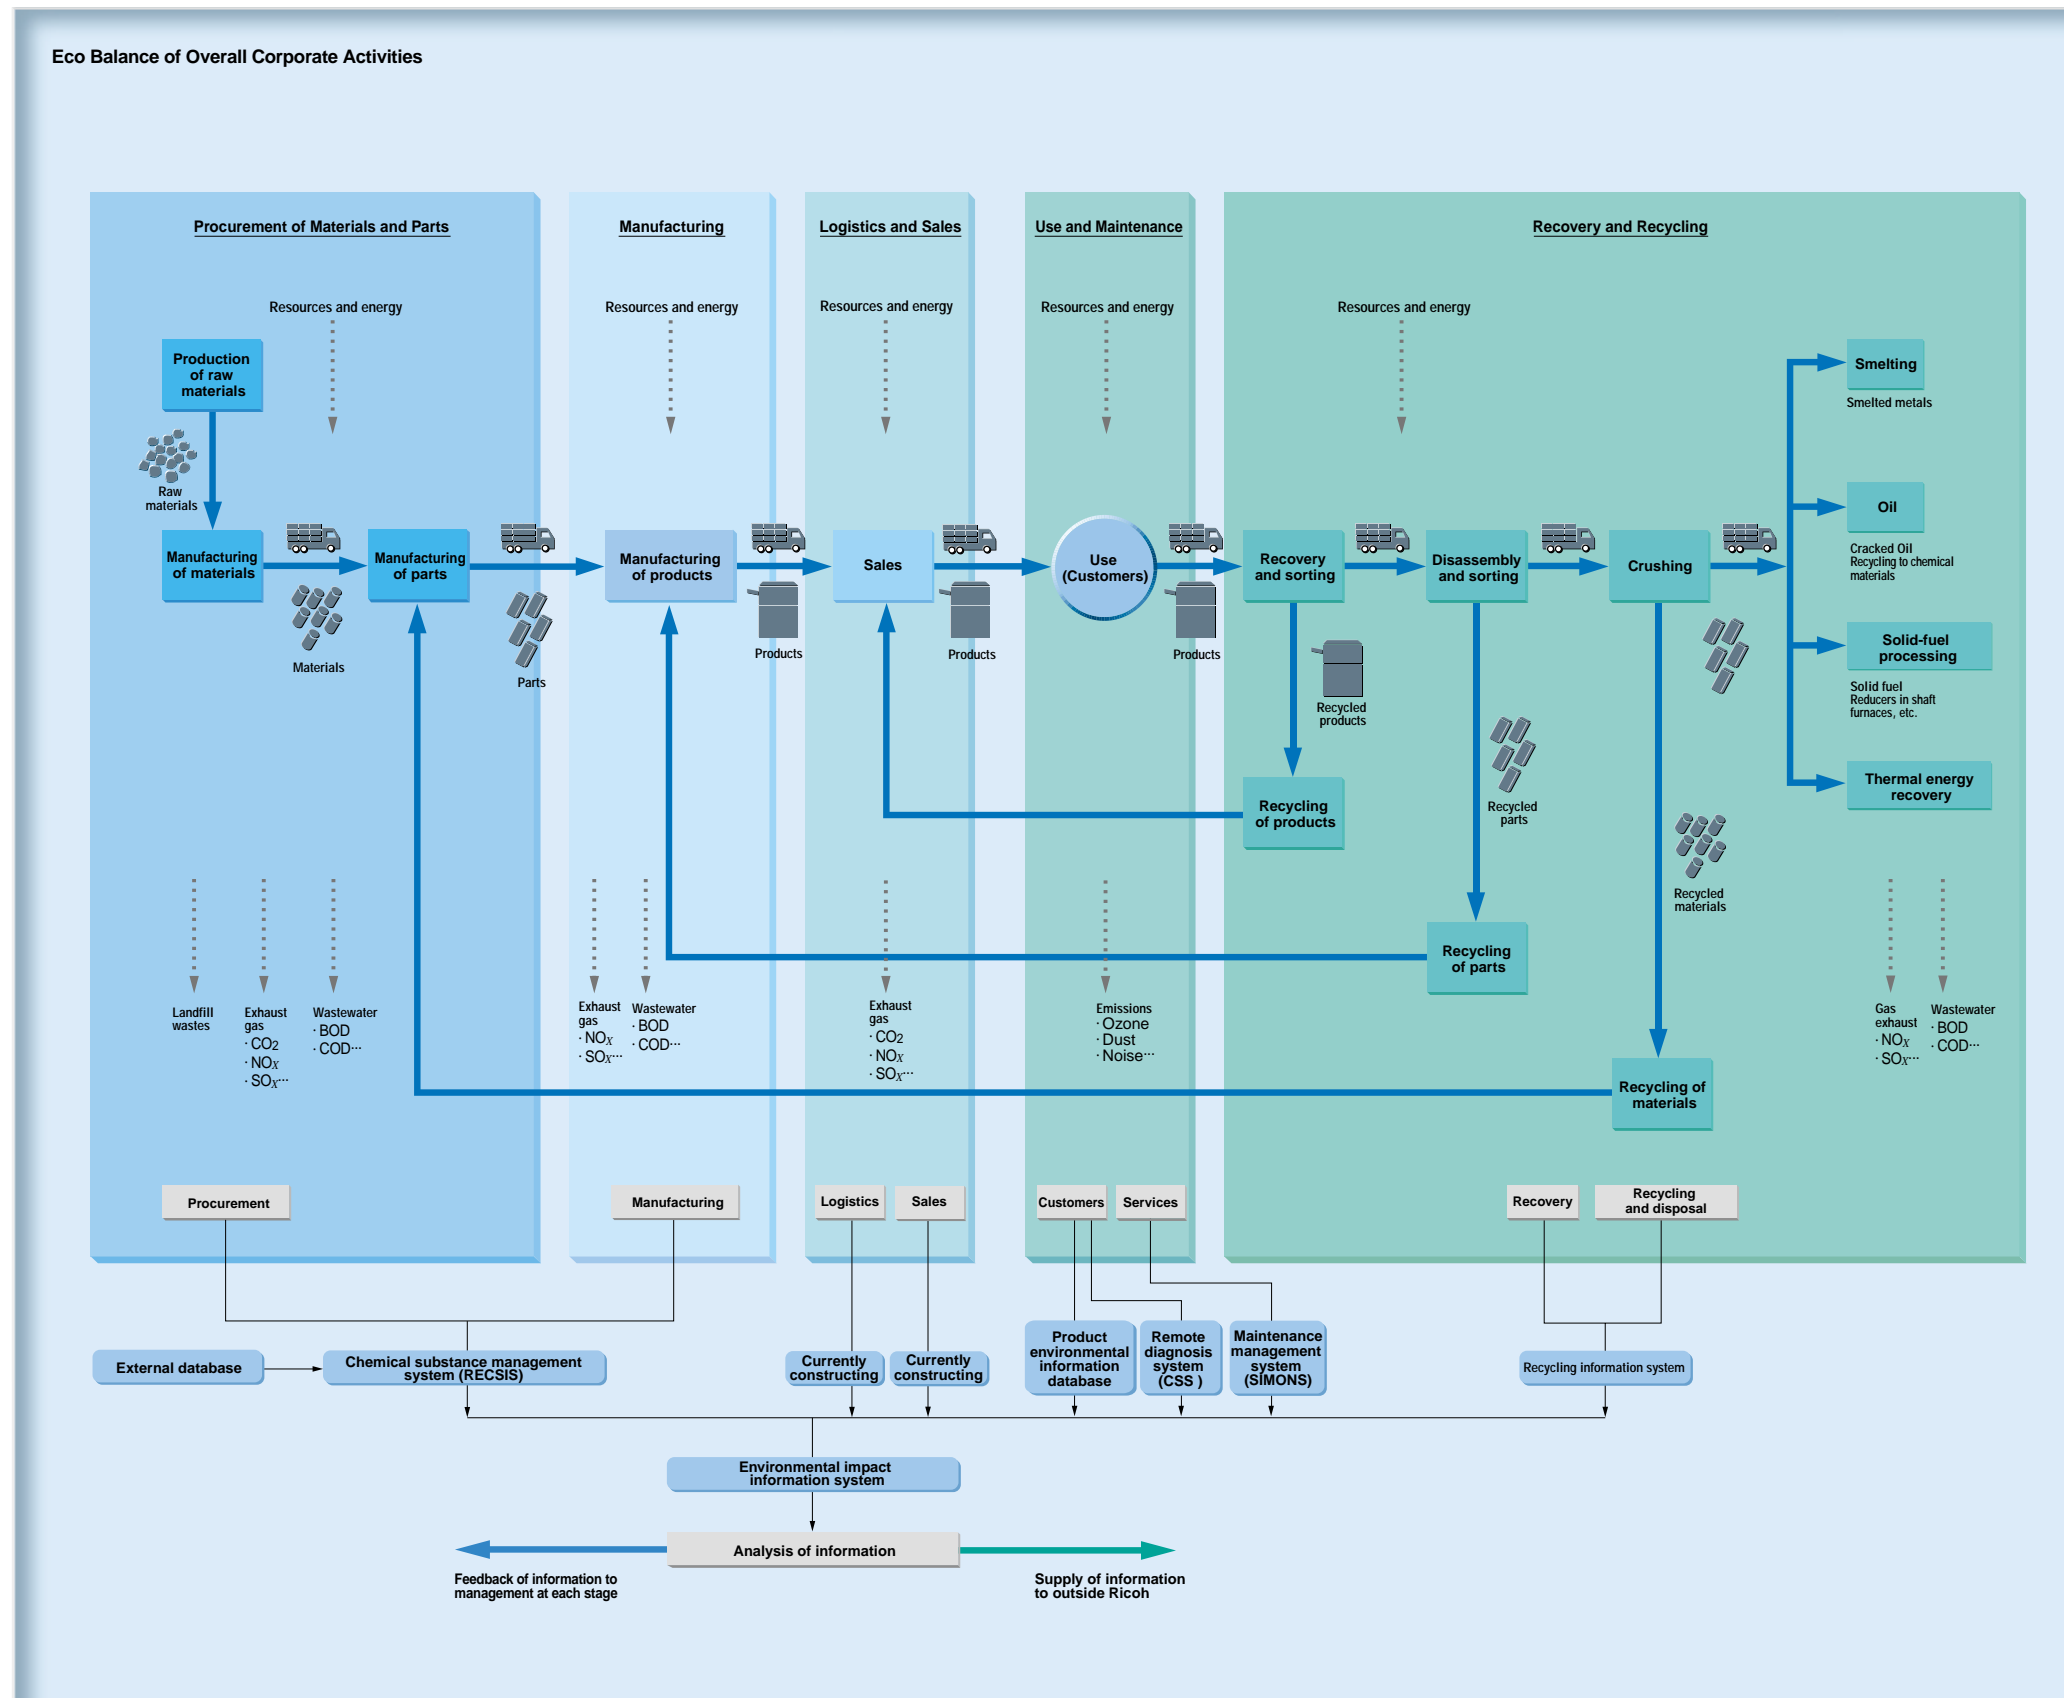 Eco Balance of Overall Corporate Activities
Procurement of Materials and Parts
Manufacturing
Logistics and Sales
Use and Maintenance
Recovery and Recycling
Resources and energy
Resources and energy
Resources and energy
Resources and energy
Resources and energy
Production
of raw
materials
Smelting
Smelted metals
Raw
materials
Oil
Cracked Oil
Recycling to chemical
materials
Manufacturing
of materials
Manufacturing
of parts
Manufacturing
of products
Sales
Use
(Customers)
Recovery
and sorting
Disassembly
and sorting
Crushing
Materials
Parts
Products
Products
Products
Solid-fuel
processing
Solid fuel
Reducers in shaft
furnaces, etc.
Recycled
products
Thermal energy
recovery
Recycling
of products
Recycled
parts
Recycled
materials
Recycling
of parts
Landfill
wastes
Exhaust
gas
· CO2
· NOX
· SOX···
Wastewater
· BOD
· COD···
Exhaust
gas
· NOX
· SOX···
Wastewater
· BOD
· COD···
Exhaust
gas
· CO2
· NOX
· SOX···
Emissions
· Ozone
· Dust
· Noise···
Gas
exhaust
· NOX
· SOX···
Wastewater
· BOD
· COD···
Recycling of
materials
Procurement
Manufacturing
Logistics
Sales
Customers
Services
Recovery
Recycling
and disposal
External database
Chemical substance management
system (RECSIS)
Currently
constructing
Currently
constructing
Product
environmental
information
database
Remote
diagnosis
system
(CSS )
Maintenance
management
system
(SIMONS)
Recycling information system
Environmental impact
information system
Analysis of information
Feedback of information to
management at each stage
Supply of information
to outside Ricoh